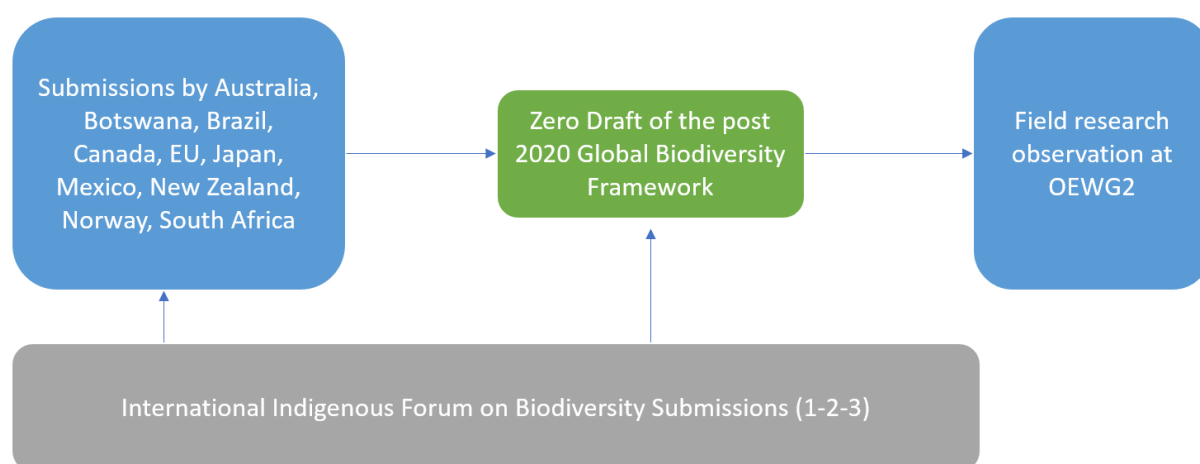 Submissions by Australia,
Botswana, Brazil,
Canada, EU, Japan,
Mexico, New Zealand,
Norway, South Africa
Zero Draft of the post
2020 Global Biodiversity
Framework
Field research
observation at
OEWG2
International Indigenous Forum on Biodiversity Submissions (1-2-3)